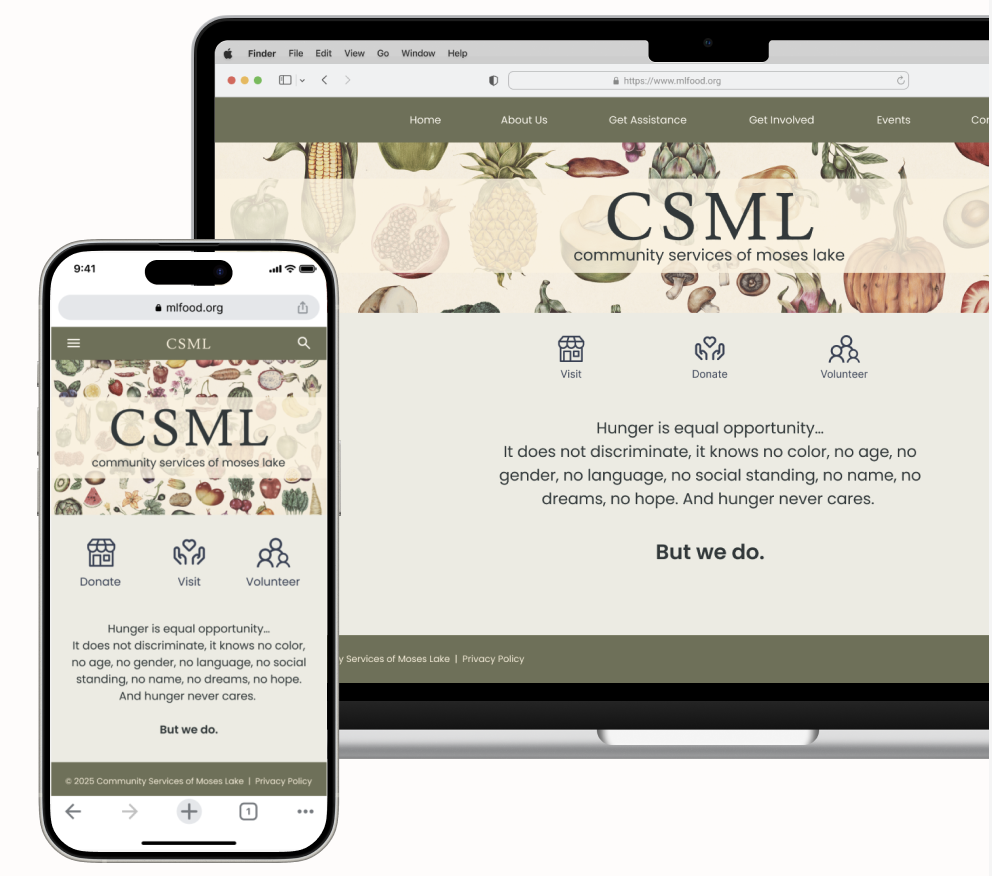 Finder File Edit View Go Window Help
https://www.mlfood.org
Home About Us Get Assistance Get Involved Events
CSML
community services of moses lake
Visit Donate Volunteer
Hunger is equal opportunity...
It does not discriminate, it knows no color, no age, no
gender, no language, no social standing, no name, no
dreams, no hope. And hunger never cares.
But we do.
Services of Moses Lake | Privacy Policy
9:41
mlfood.org
CSML
CSML
community services of moses lake
Donate Visit Volunteer
Hunger is equal opportunity...
It does not discriminate, it knows no color,
no age, no gender, no language, no social
standing, no name, no dreams, no hope.
And hunger never cares.
But we do.
© 2025 Community Services of Moses Lake | Privacy Policy
1